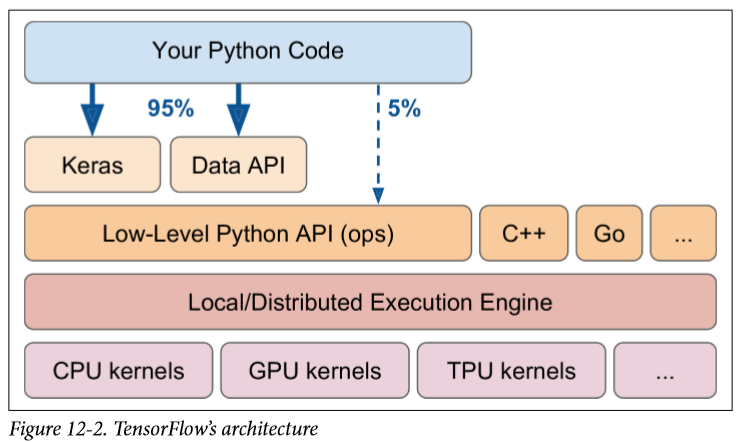 Your Python Code
95%
5%
Keras
Data API
Low-Level Python API (ops)
C++
Go
...
Local/Distributed Execution Engine
CPU kernels
GPU kernels
TPU kernels
...
Figure 12-2. TensorFlow’s architecture